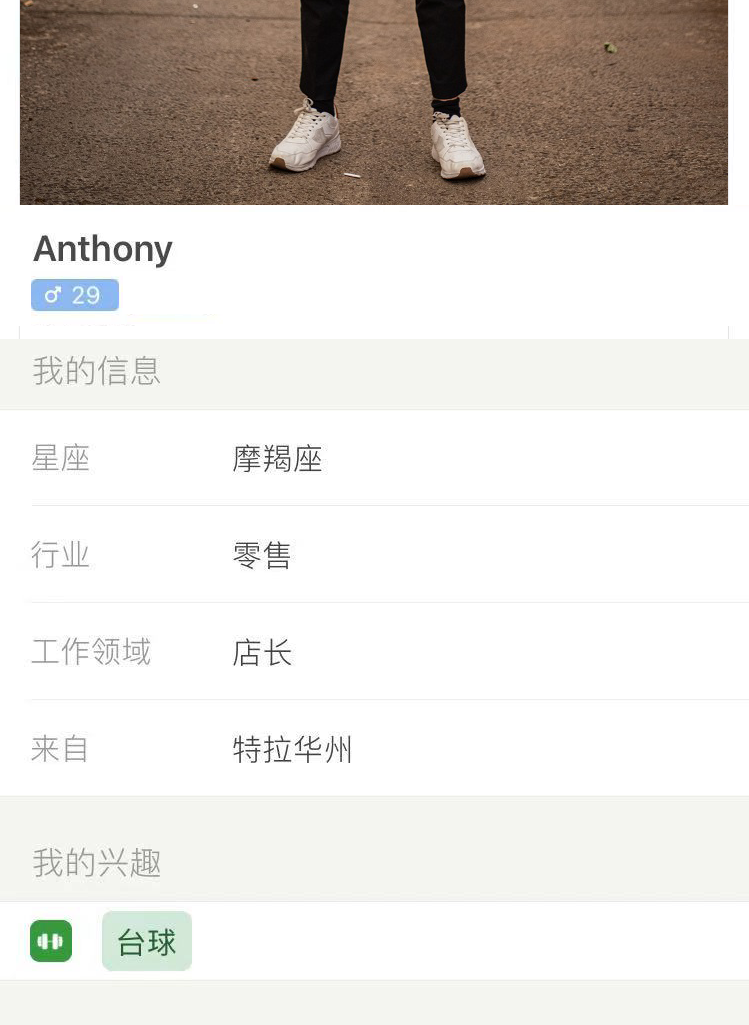 Anthony
♂ 29
我的信息
星座 摩羯座
行业 零售
工作领域 店长
来自 特拉华州
我的兴趣
台球